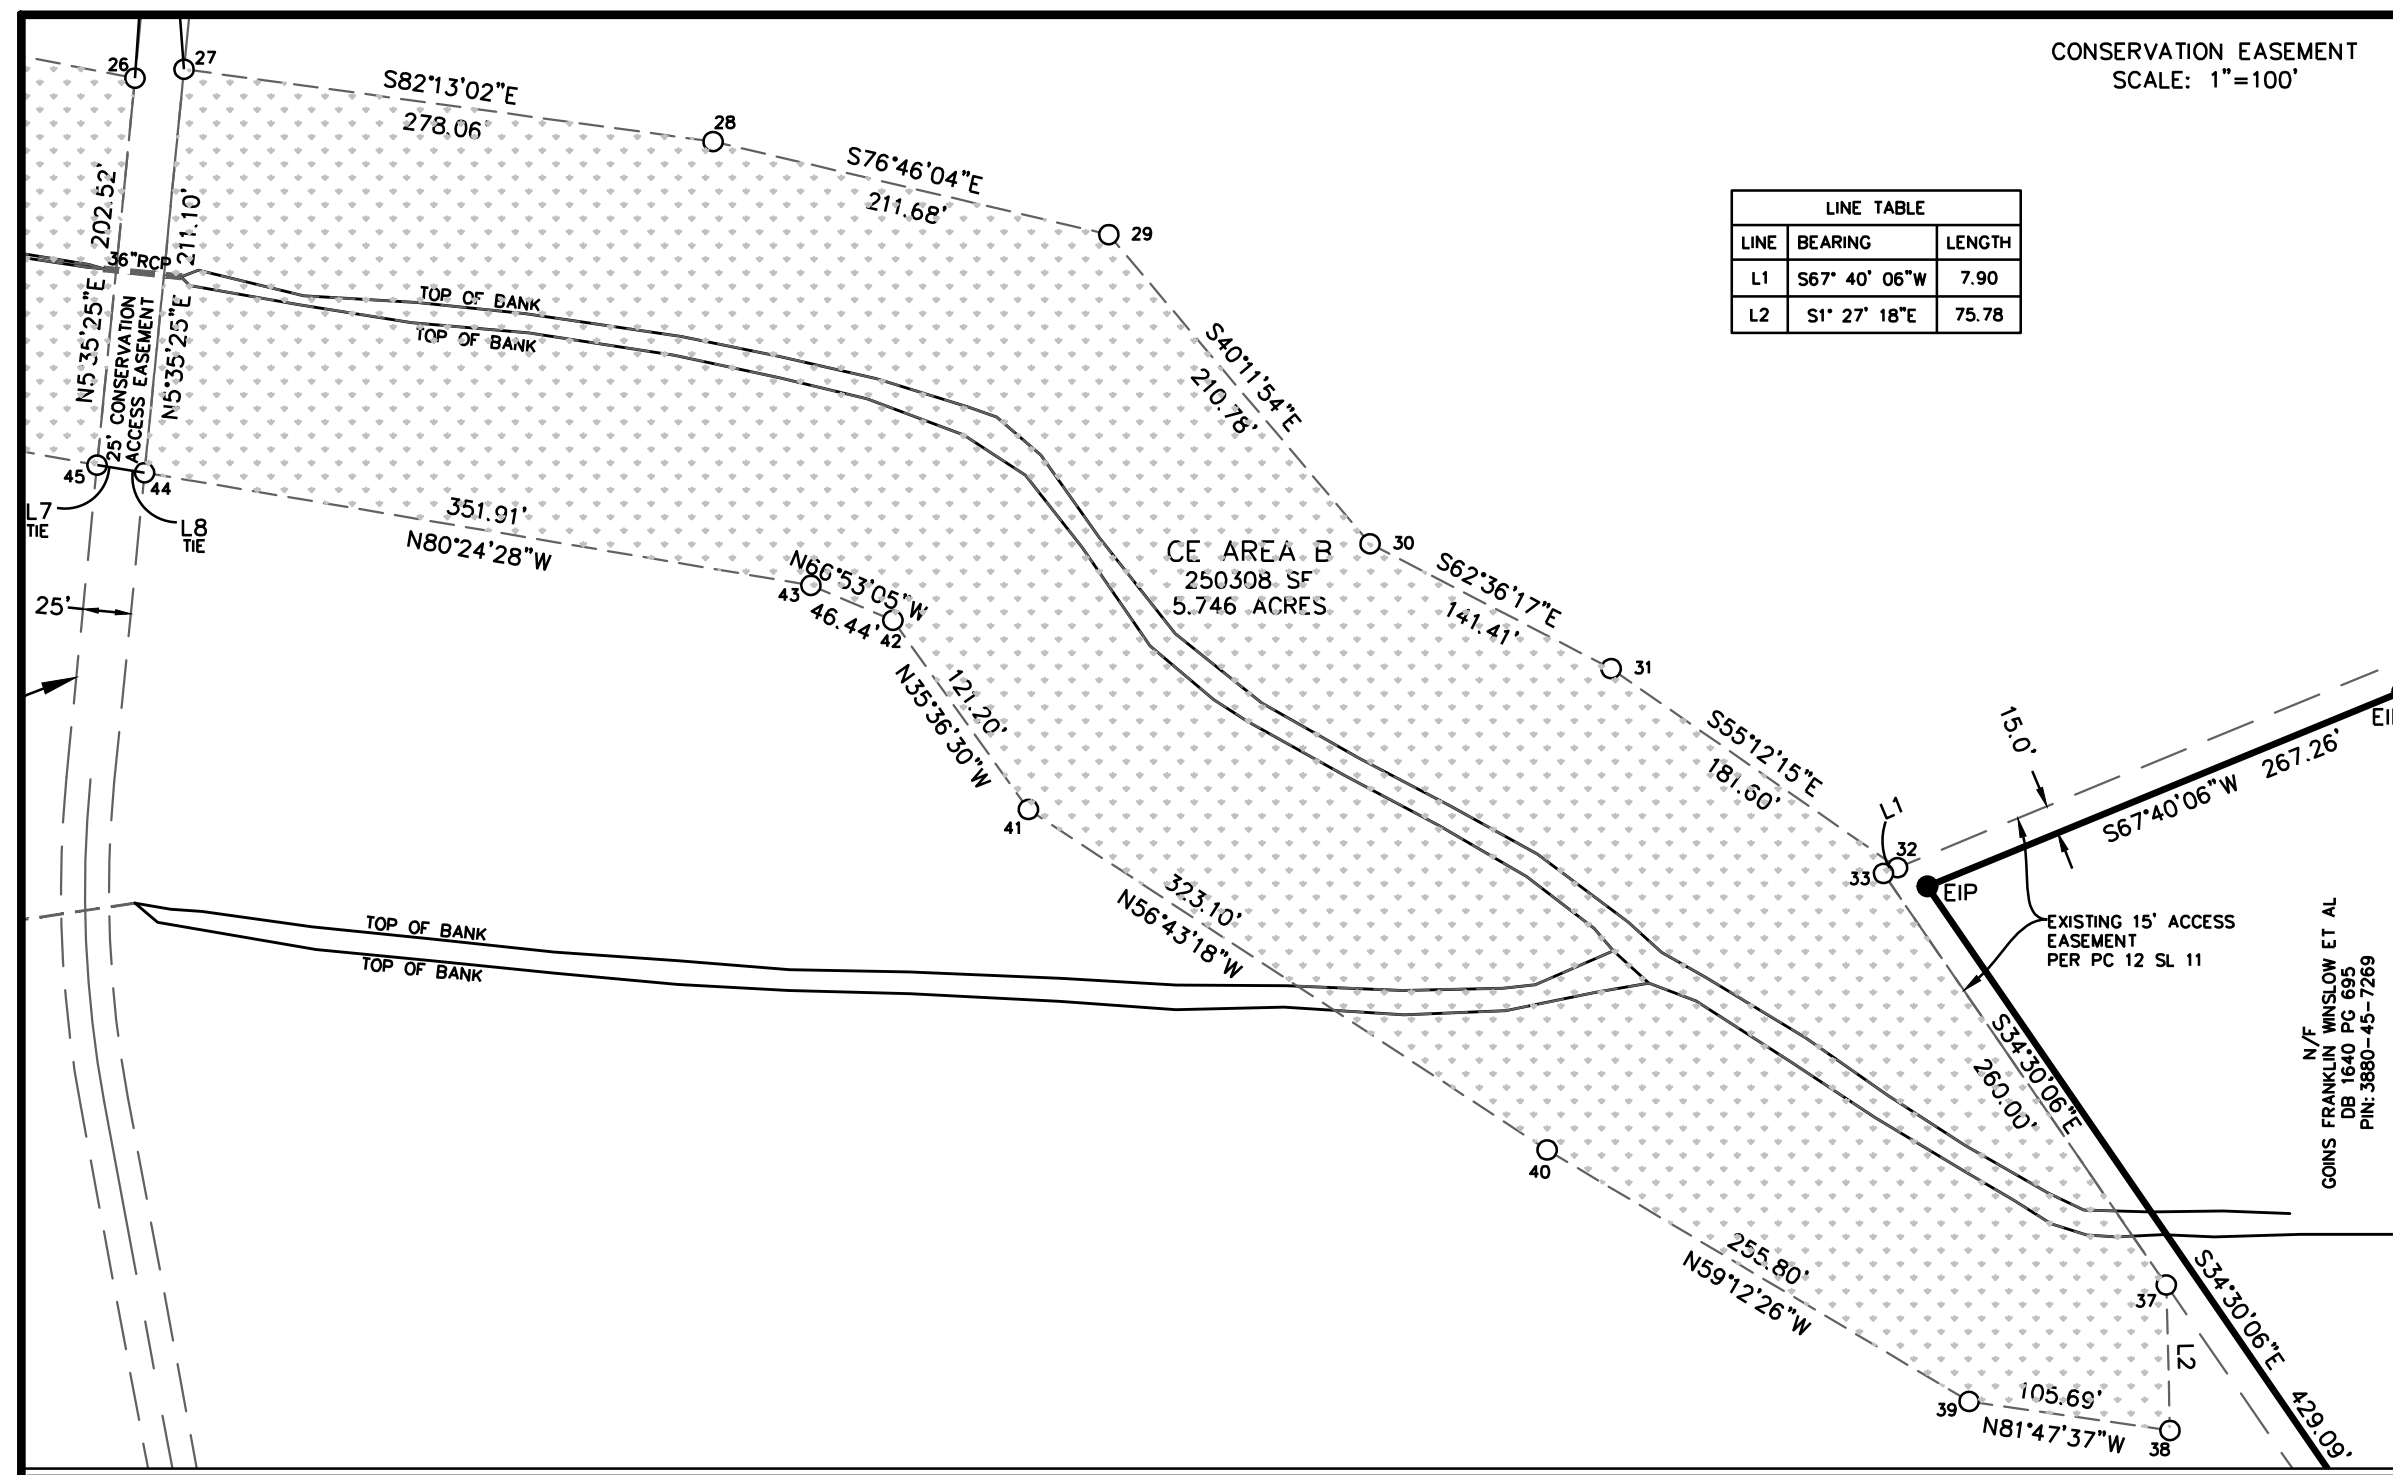 CONSERVATION EASEMENT
SCALE: 1"=100'
26
27
S82°13'02"E
278.06'
28
S76°46'04"E
211.68'
29
LINE TABLE
LINE BEARING LENGTH
L1 S67° 40' 06"W 7.90
L2 S1° 27' 18"E 75.78
N5°35'25"E 202.52'
36"RCP
25' CONSERVATION
ACCESS EASEMENT
N5°35'25"E 211.10'
TOP OF BANK
TOP OF BANK
S40°11'54"E
210.78'
45
44
L7
TIE
L8
TIE
351.91'
N80°24'28"W
30
CE AREA B
250308 SF
5.746 ACRES
N66°53'05"W
46.44'
43
42
S62°36'17"E
141.41'
25'
31
121.20'
N35°36'30"W
S55°12'15"E
181.60'
15.0'
EI
S67°40'06"W 267.26'
41
L1
32
33
EIP
323.10'
N56°43'18"W
EXISTING 15' ACCESS
EASEMENT
PER PC 12 SL 11
N/F
GOINS FRANKLIN WINSLOW ET AL
DB 1640 PG 695
PIN: 3880-45-7269
TOP OF BANK
TOP OF BANK
S34°30'06"E
260.00'
40
255.80'
N59°12'26"W
37
S34°30'06"E 429.09'
L2
39
105.69'
N81°47'37"W
38